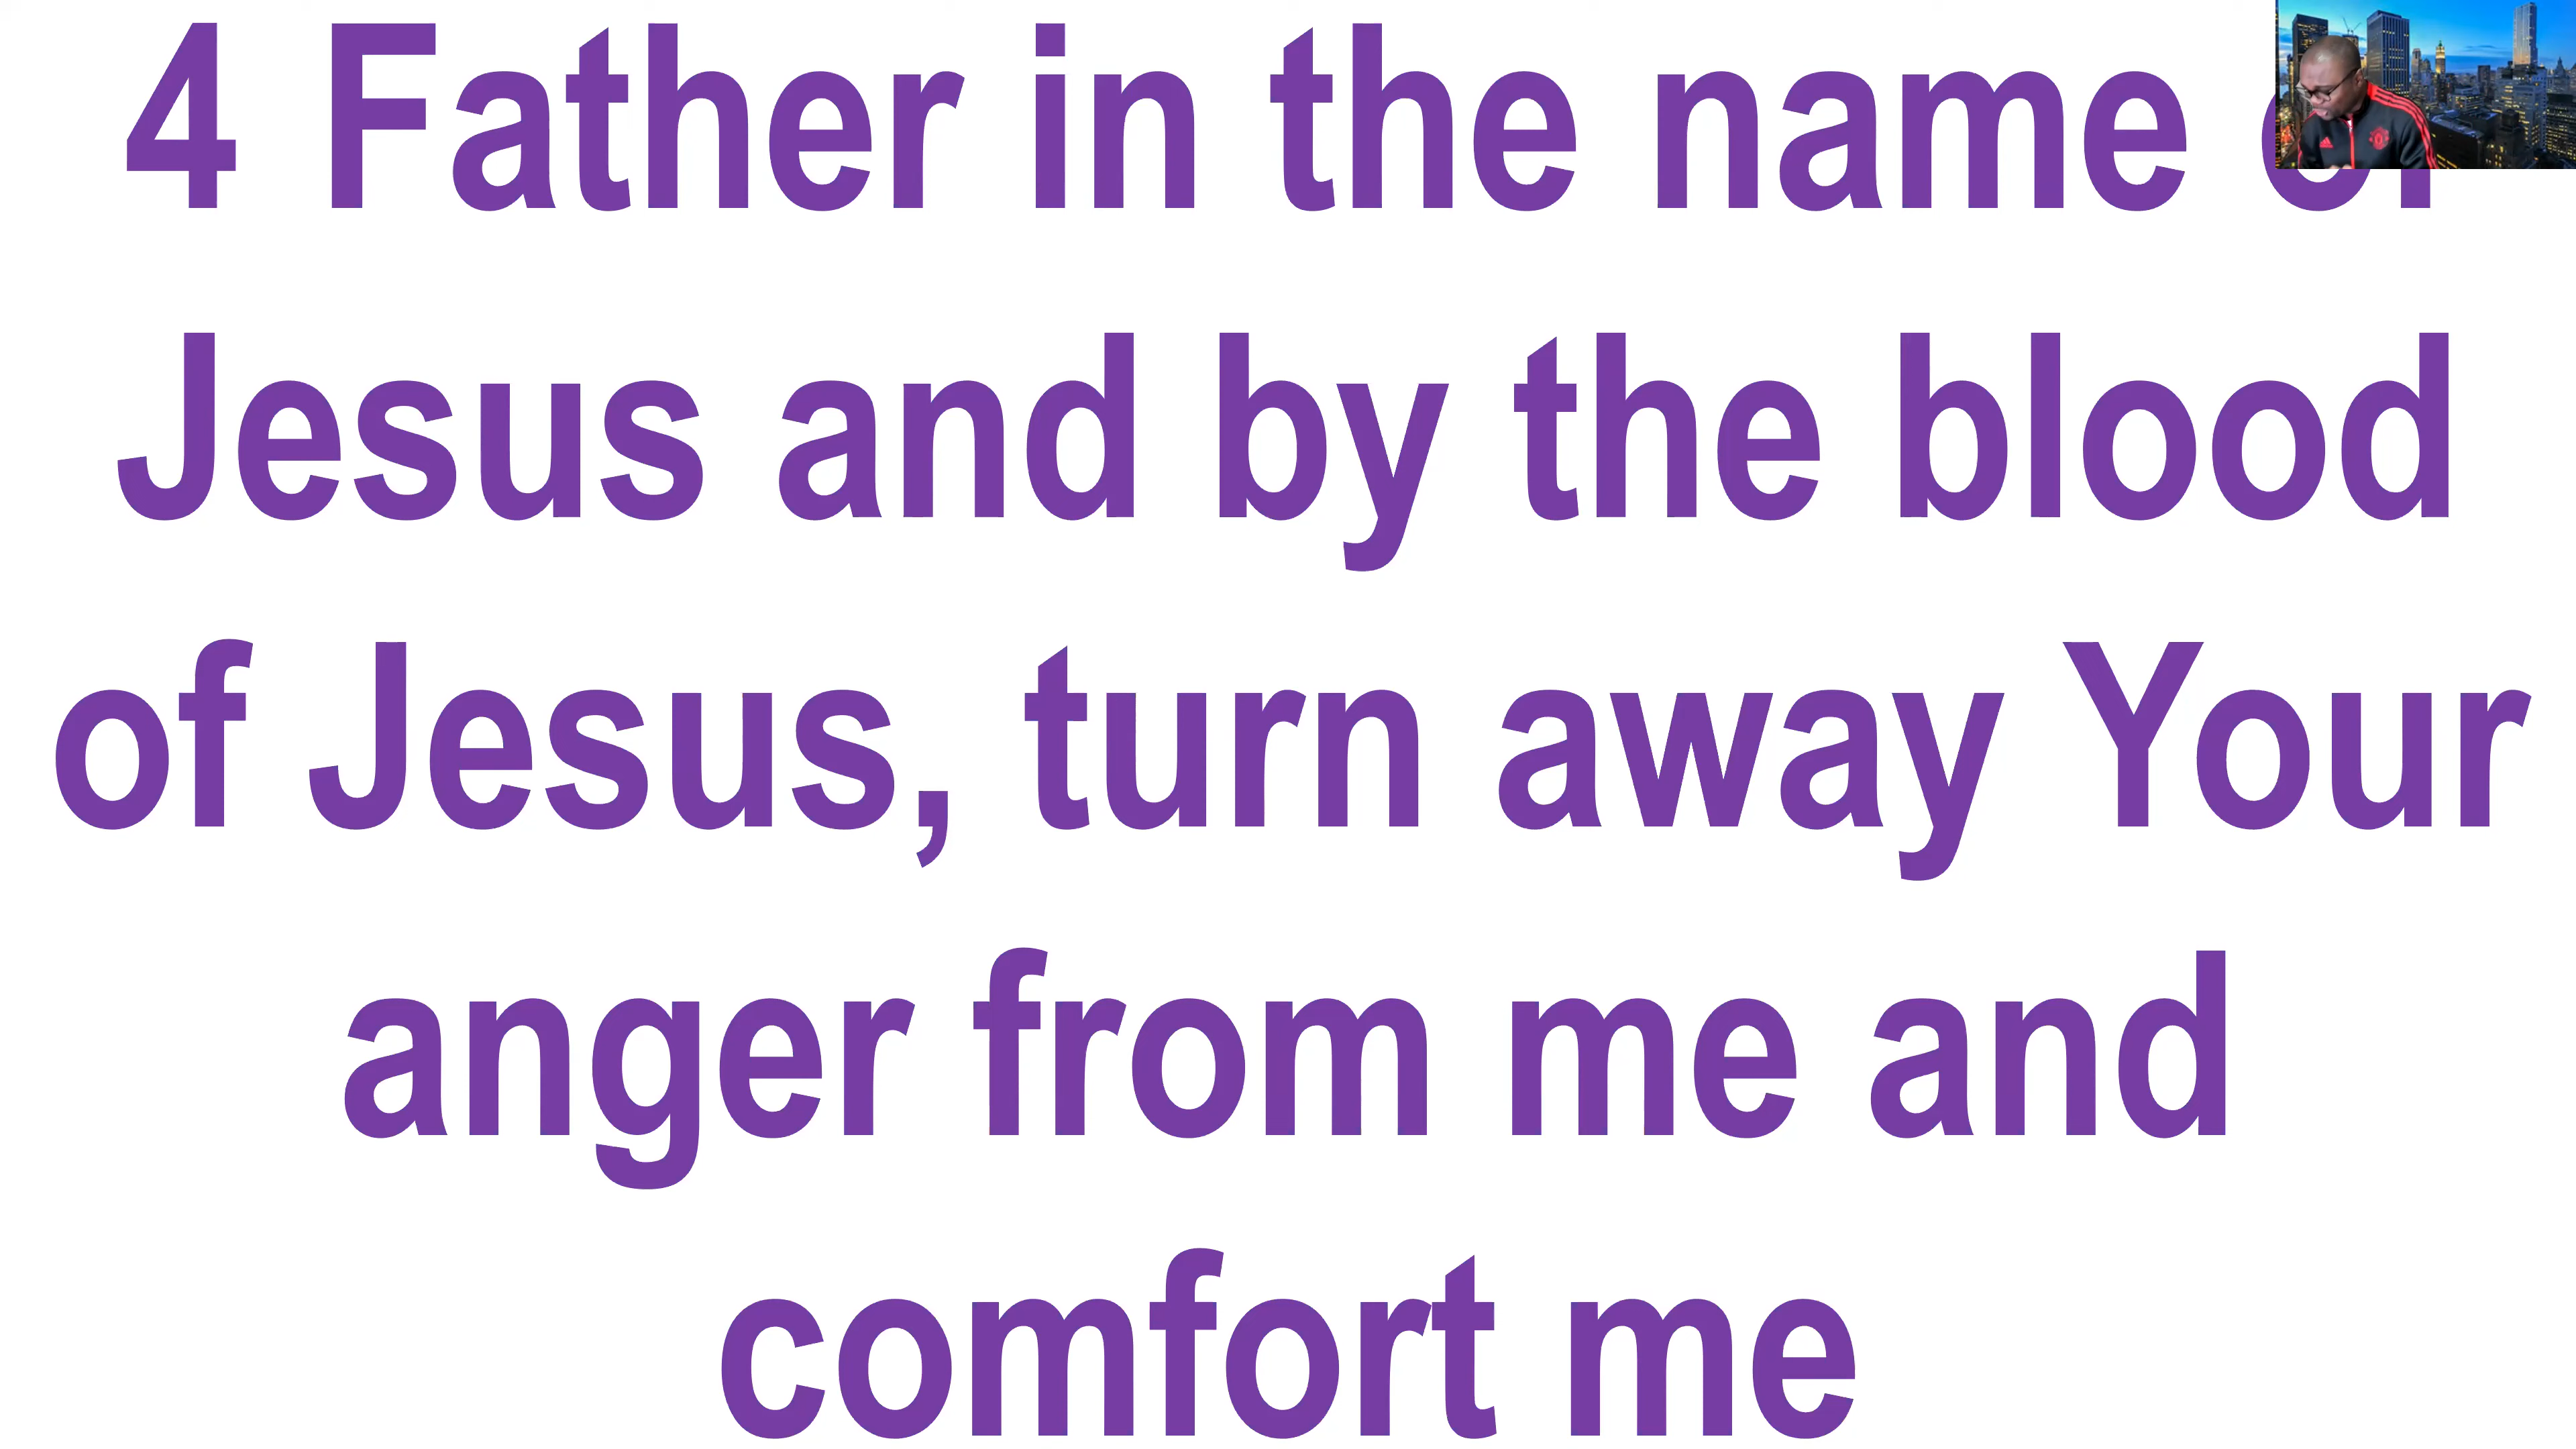 4 Father in the name of
Jesus and by the blood
of Jesus, turn away Your
anger from me and
comfort me